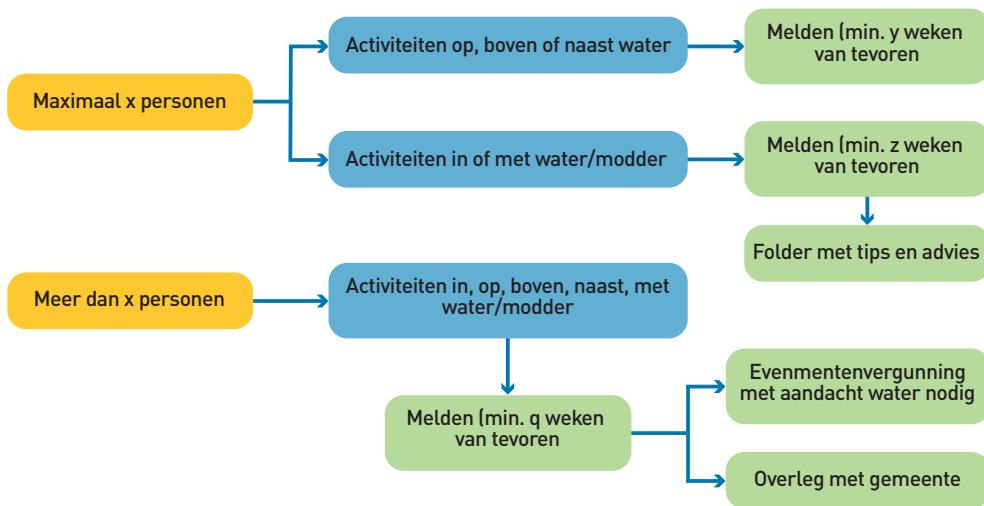 Maximaal x personen
Activiteiten op, boven of naast water
Melden (min. y weken
van tevoren
Activiteiten in of met water/modder
Melden (min. z weken
van tevoren
Folder met tips en advies
Meer dan x personen
Activiteiten in, op, boven, naast, met
water/modder
Melden (min. q weken
van tevoren
Evenmentenvergunning
met aandacht water nodig
Overleg met gemeente